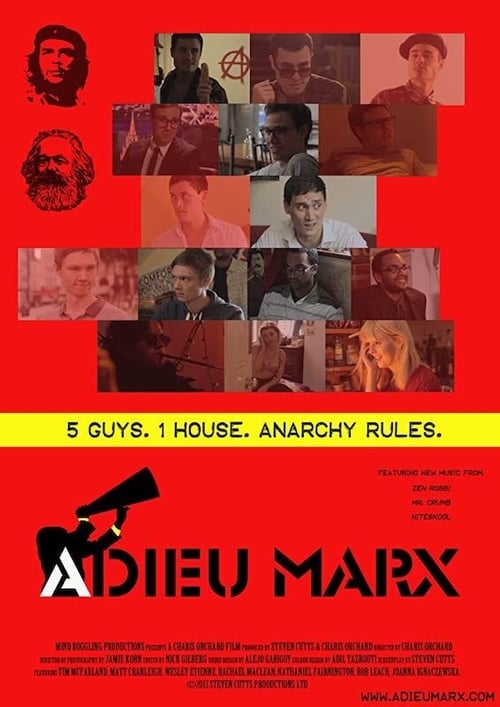 COMFOR
5 GUYS. 1 HOUSE. ANARCHY RULES.
FEATURING NEW MUSIC FROM
ZEN ROBBI
MR. CRUMB
NITESKOOL
ADIEU MARX
MIND BOGGLING PRODUCTIONS PRESENTS A CHARIS ORCHARD FILM PRODUCED BY STEVEN CUTTS & CHARIS ORCHARD DIRECTED BY CHARIS ORCHARD
DIRECTOR OF PHOTOGRAPHY BY JAMIE KOHN EDITED BY NICK GILBERG SOUND DESIGN BY ALEJO GARIGOY COLOUR DESIGN BY ADIL YAZROUTI SCREENPLAY BY STEVEN CUTTS
FEATURING TIM MCFARLAND, MATT CRANLEIGH, WESLEY ETIENNE, RACHAEL MACLEAN, NATHANIEL FAIRNINGTON, ROB LEACH, JOANNA IGNACZEWSKA.
©2013 STEVEN CUTTS PRODUCTIONS LTD
WWW.ADIEUMARX.COM